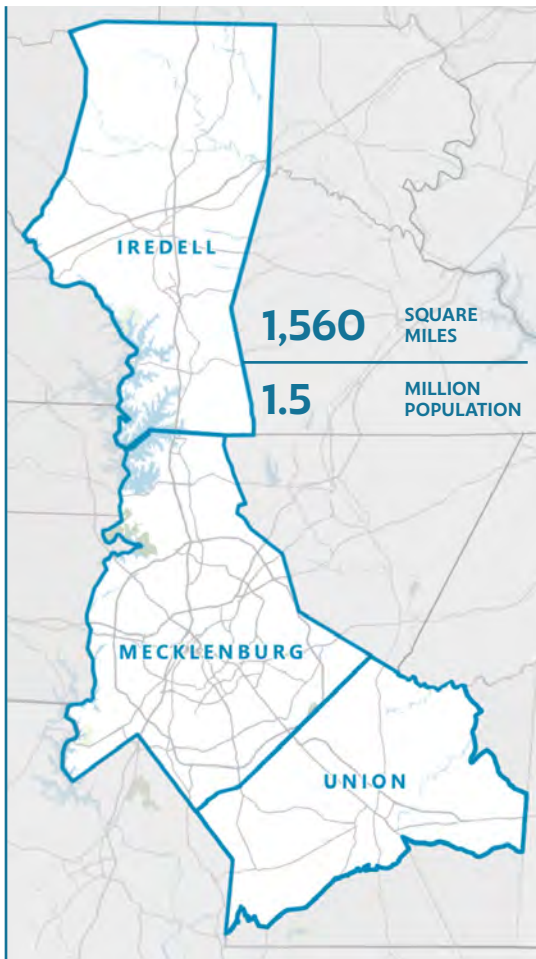 IREDELL
1,560
SQUARE
MILES
1.5
MILLION
POPULATION
MECKLENBURG
UNION